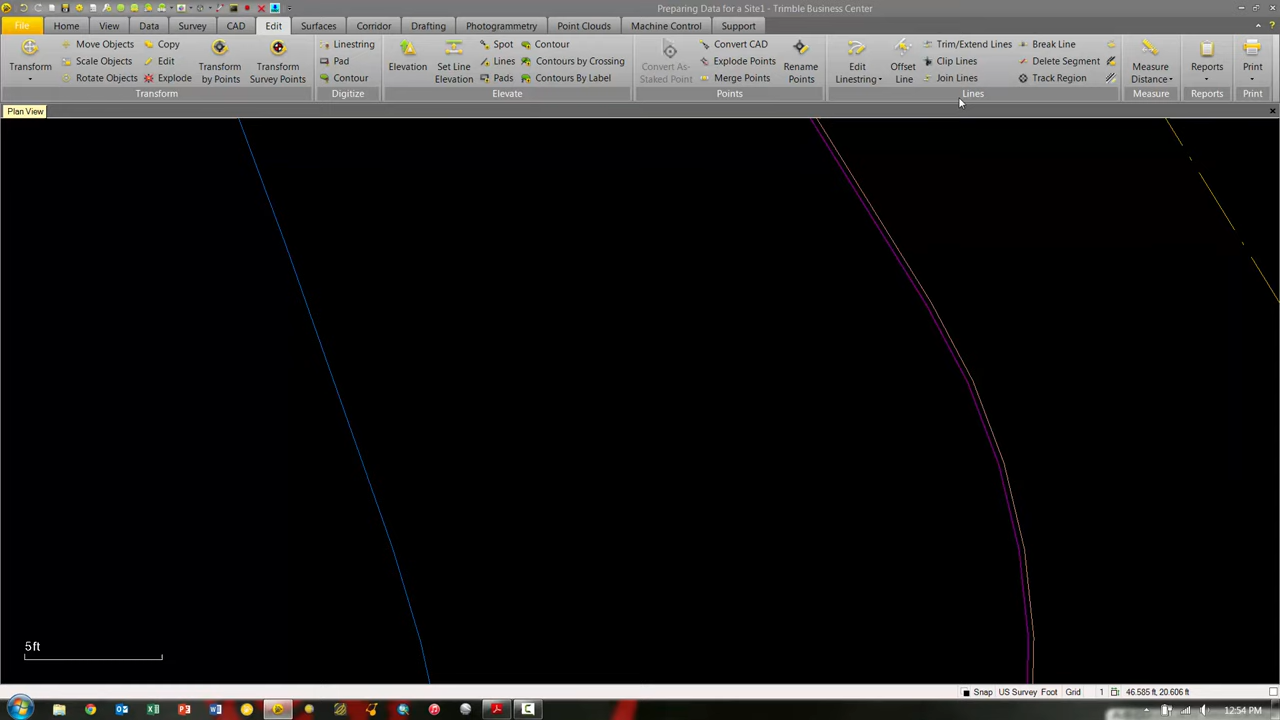 Preparing Data for a Site1 - Trimble Business Center
File Home View Data Survey CAD Edit Surfaces Corridor Drafting Photogrammetry Point Clouds Machine Control Support
Transform
Move Objects
Scale Objects
Rotate Objects
Copy
Edit
Explode
Transform by Points
Transform Survey Points
Transform
Linestring
Pad
Contour
Digitize
Elevation
Set Line Elevation
Spot
Lines
Pads
Contour
Contours by Crossing
Contours By Label
Elevate
Convert As-Staked Point
Convert CAD
Explode Points
Merge Points
Rename Points
Points
Edit Linestring
Offset Line
Trim/Extend Lines
Clip Lines
Join Lines
Break Line
Delete Segment
Track Region
Lines
Measure Distance
Measure
Reports
Reports
Print
Print
Plan View
5 ft
Snap US Survey Foot Grid 1 46.585 ft, 20.606 ft
12:54 PM